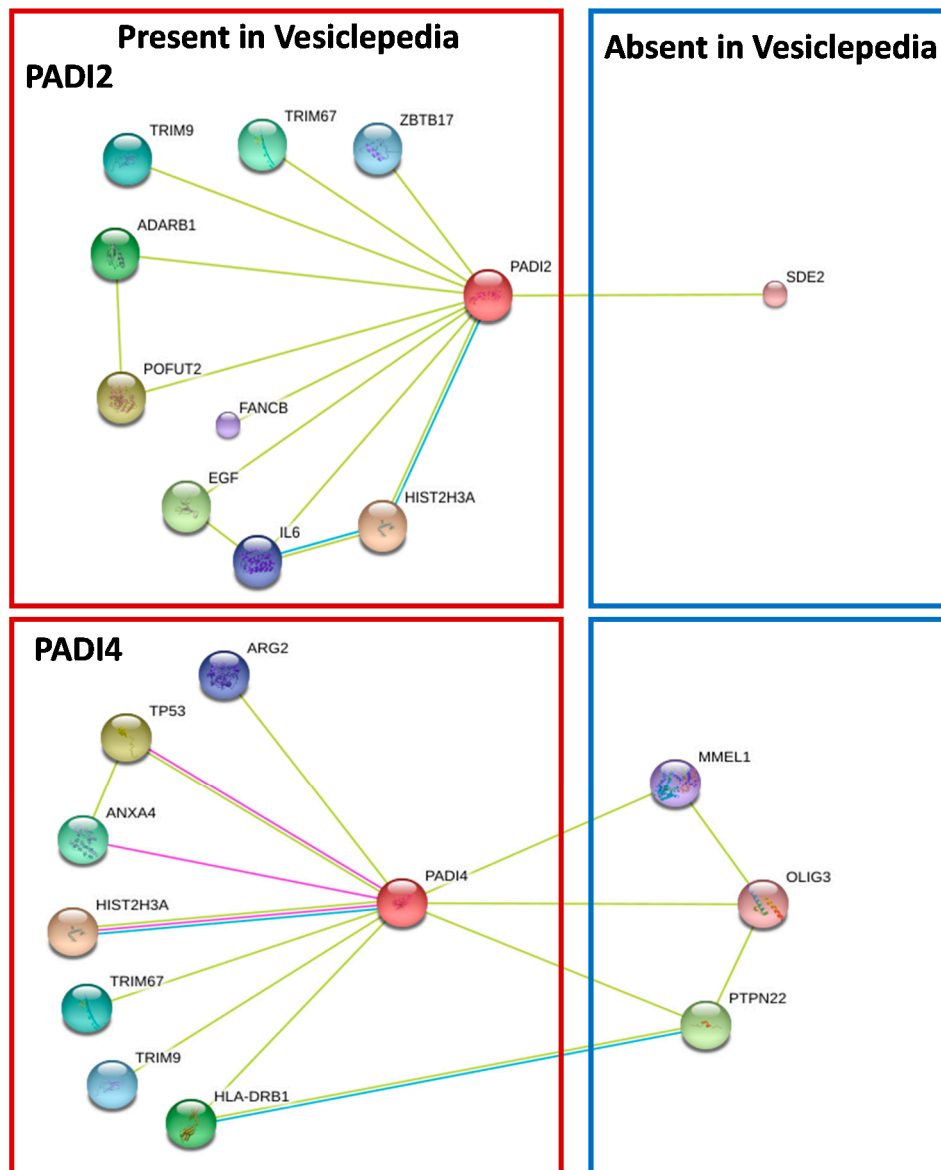 Present in Vesiclepedia
Absent in Vesiclepedia
PADI2
TRIM9
TRIM67
ZBTB17
ADARB1
PADI2
SDE2
POFUT2
FANCB
EGF
HIST2H3A
IL6
PADI4
ARG2
TP53
MMEL1
ANXA4
PADI4
OLIG3
HIST2H3A
TRIM67
PTPN22
TRIM9
HLA-DRB1